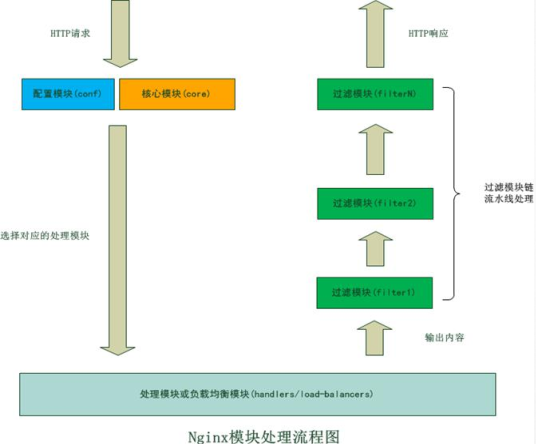 HTTP请求
HTTP响应
配置模块(conf)
核心模块(core)
过滤模块(filterN)
过滤模块链
流水线处理
过滤模块(filter2)
选择对应的处理模块
过滤模块(filter1)
输出内容
处理模块或负载均衡模块(handlers/load-balancers)
Nginx模块处理流程图